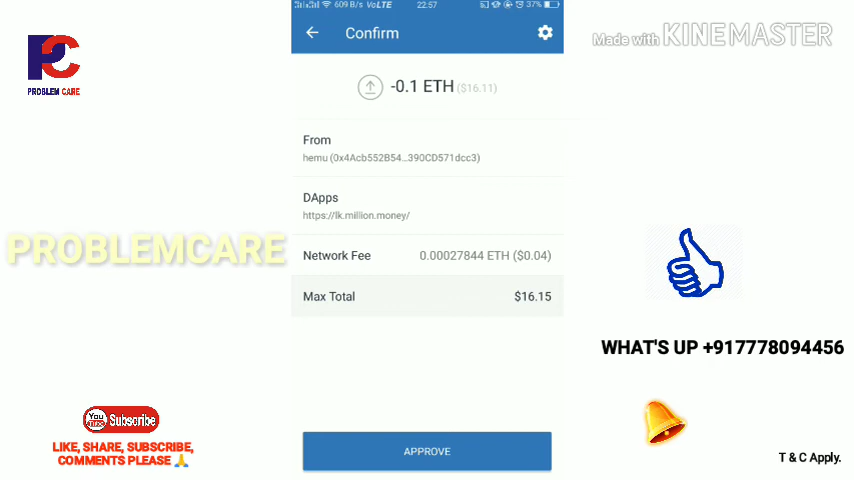 609 B/s VoLTE 22:57 37%
Confirm
Made with KINEMASTER
PC
PROBLEM CARE
-0.1 ETH ($16.11)
From
hemu (0x4Acb552B54...390CD571dcc3)
DApps
https://lk.million.money/
PROBLEMCARE
Network Fee 0.00027844 ETH ($0.04)
Max Total $16.15
WHAT'S UP +917778094456
You
Tube
Subscribe
LIKE, SHARE, SUBSCRIBE,
COMMENTS PLEASE 🙏
APPROVE
T & C Apply.